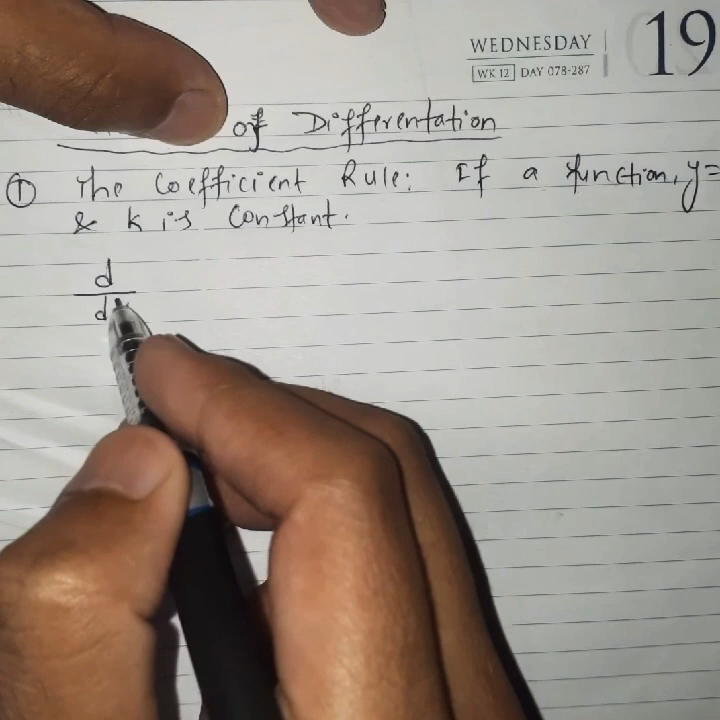 WEDNESDAY
19
WK 12 DAY 078-287
of Differentation
① The Coefficient Rule: If a function, y=
& k is Constant.
d
d